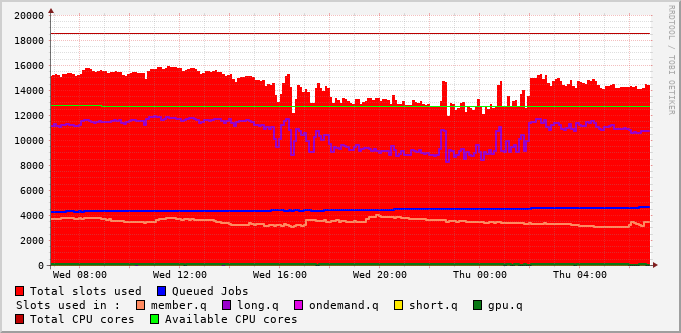 20000
18000
16000
14000
12000
10000
8000
6000
4000
2000
0
Wed 08:00 Wed 12:00 Wed 16:00 Wed 20:00 Thu 00:00 Thu 04:00
Total slots used Queued Jobs
Slots used in : member.q long.q ondemand.q short.q gpu.q
Total CPU cores Available CPU cores
RRDTOOL / TOBI OETIKER